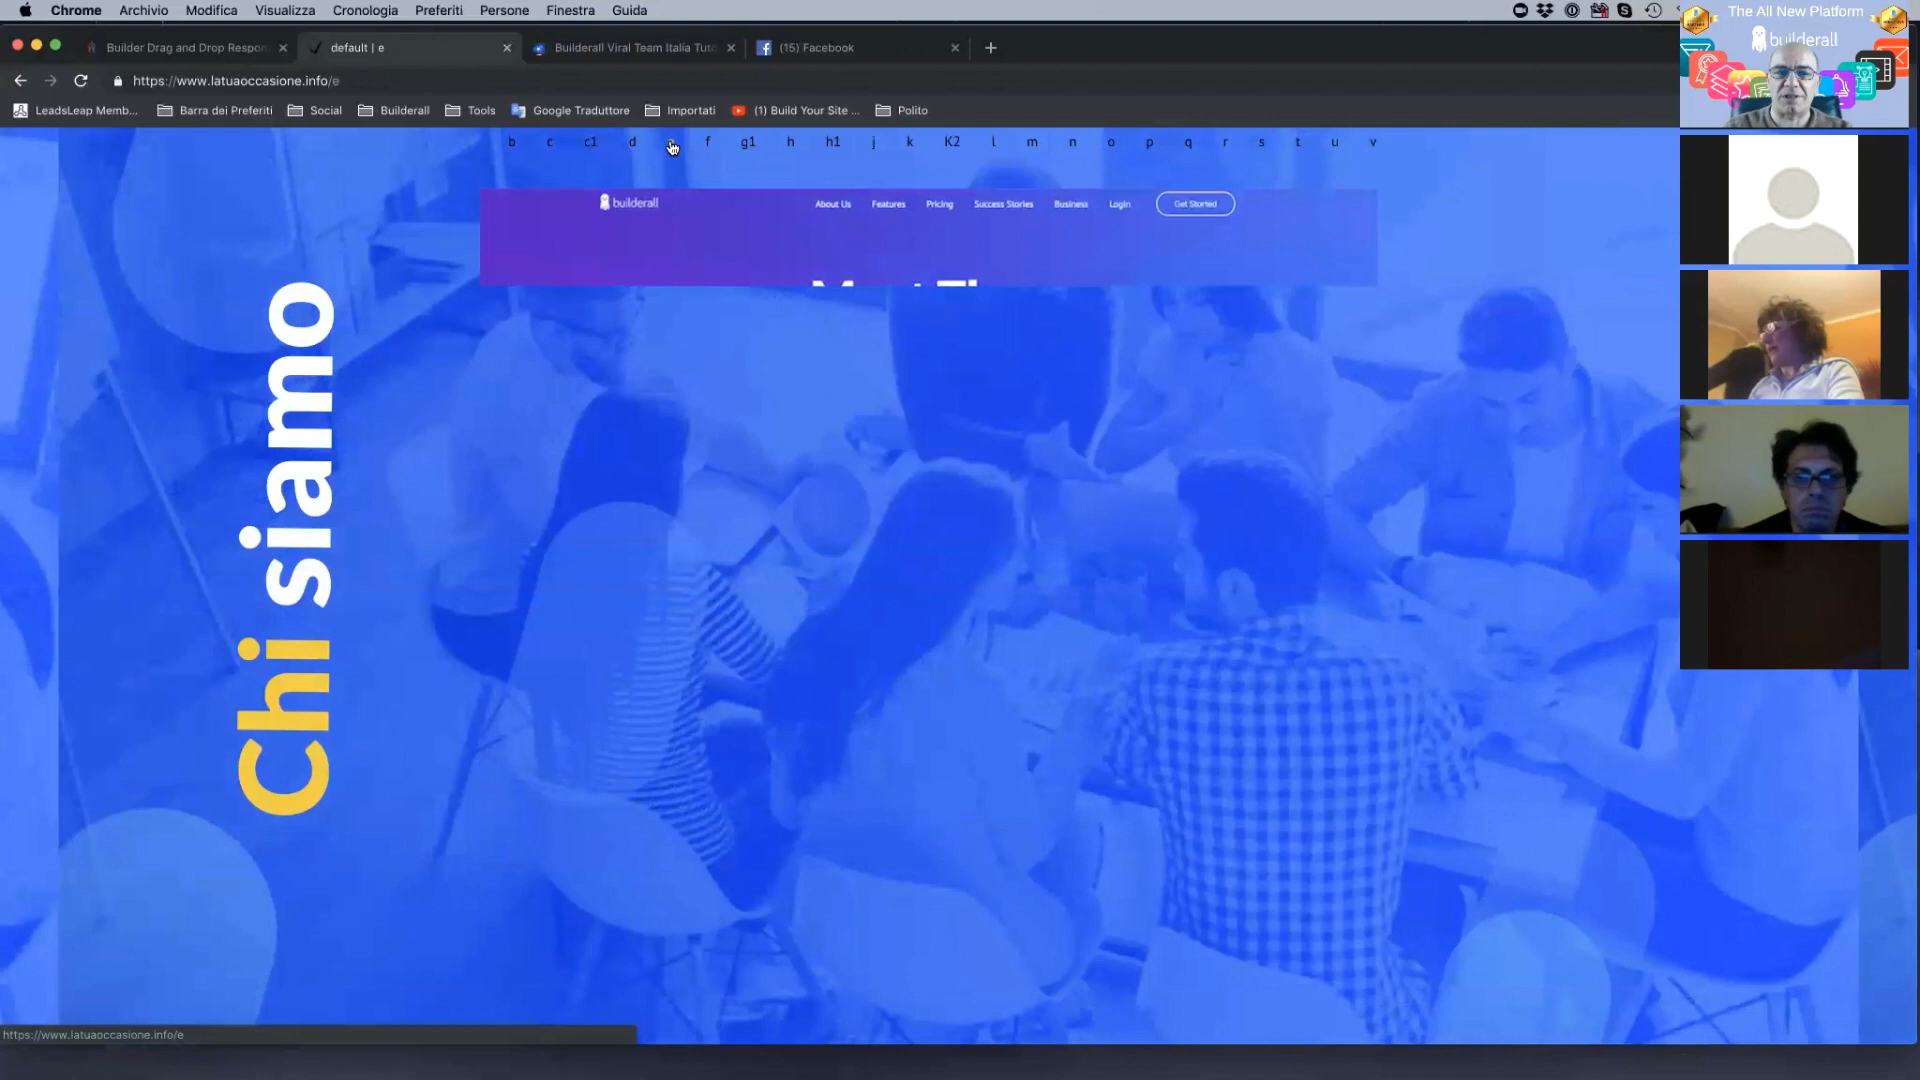 Chrome Archivio Modifica Visualizza Cronologia Preferiti Persone Finestra Guida
The All New Platform
builderall
Builder Drag and Drop Respon
default | e
Builderall Viral Team Italia Tuto
(15) Facebook
https://www.latuaoccasione.info/e
LeadsLeap Memb... Barra dei Preferiti Social Builderall Tools Google Traduttore Importati (1) Build Your Site ... Polito
b c c1 d f g1 h h1 j k K2 l m n o p q r s t u v
builderall About Us Features Pricing Success Stories Business Login Get Started
Chi siamo
https://www.latuaoccasione.info/e